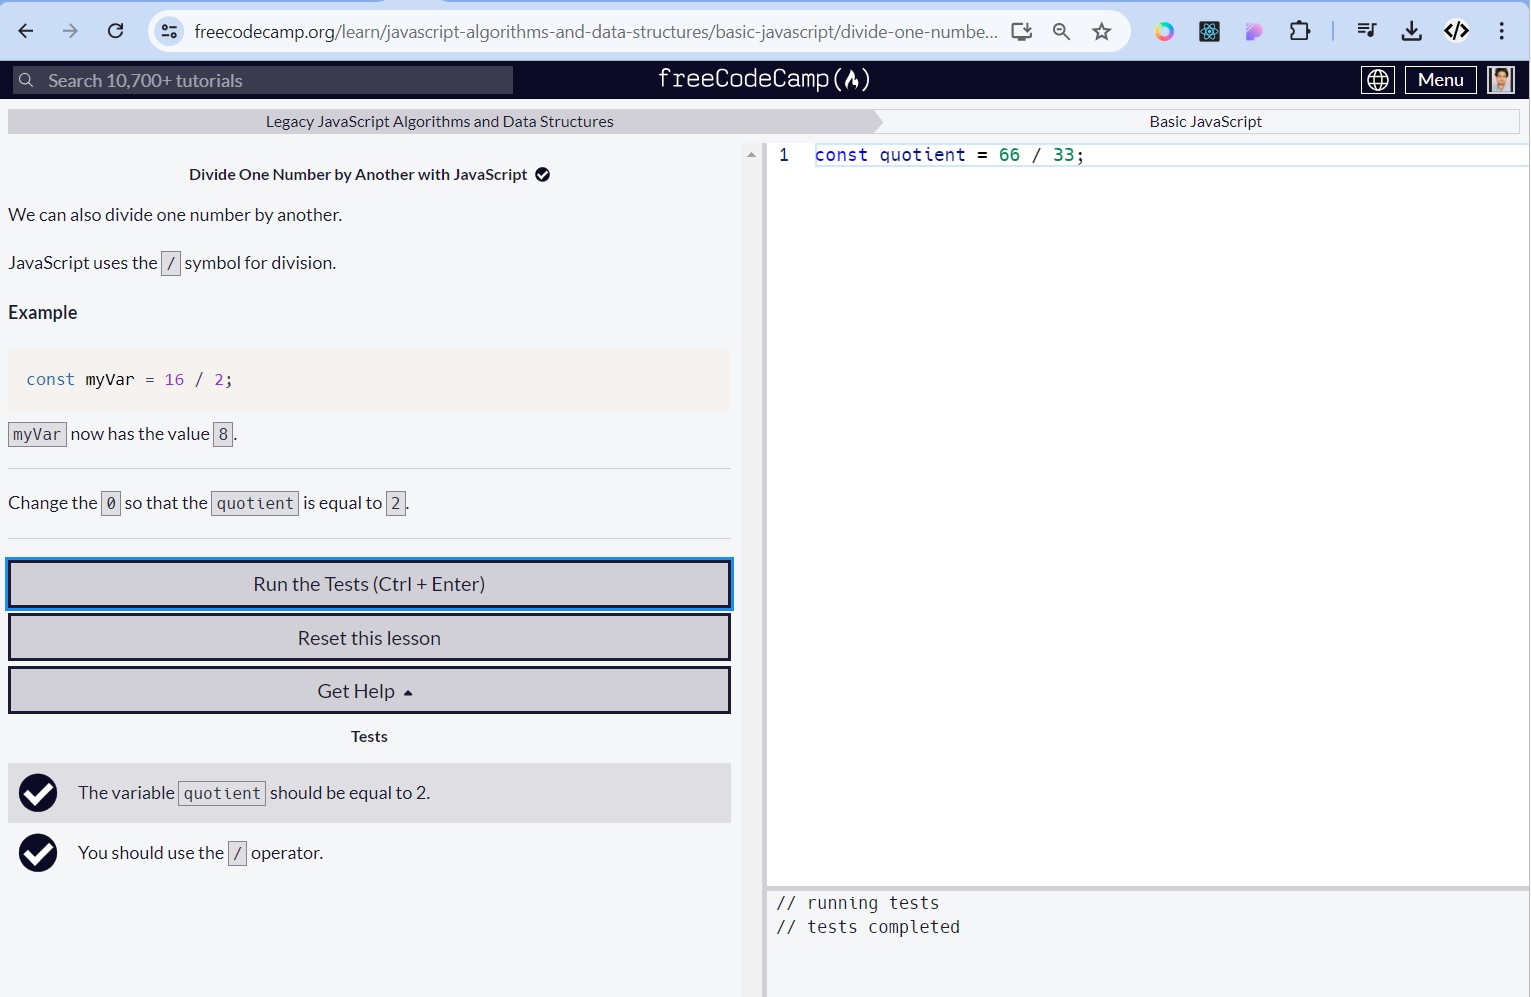 freecodecamp.org/learn/javascript-algorithms-and-data-structures/basic-javascript/divide-one-numbe...
Search 10,700+ tutorials
freeCodeCamp
Menu
Legacy JavaScript Algorithms and Data Structures
Basic JavaScript
Divide One Number by Another with JavaScript
We can also divide one number by another.
JavaScript uses the / symbol for division.
Example
const myVar = 16 / 2;
myVar now has the value 8.
Change the 0 so that the quotient is equal to 2.
Run the Tests (Ctrl + Enter)
Reset this lesson
Get Help
Tests
The variable quotient should be equal to 2.
You should use the / operator.
1 const quotient = 66 / 33;
// running tests
// tests completed